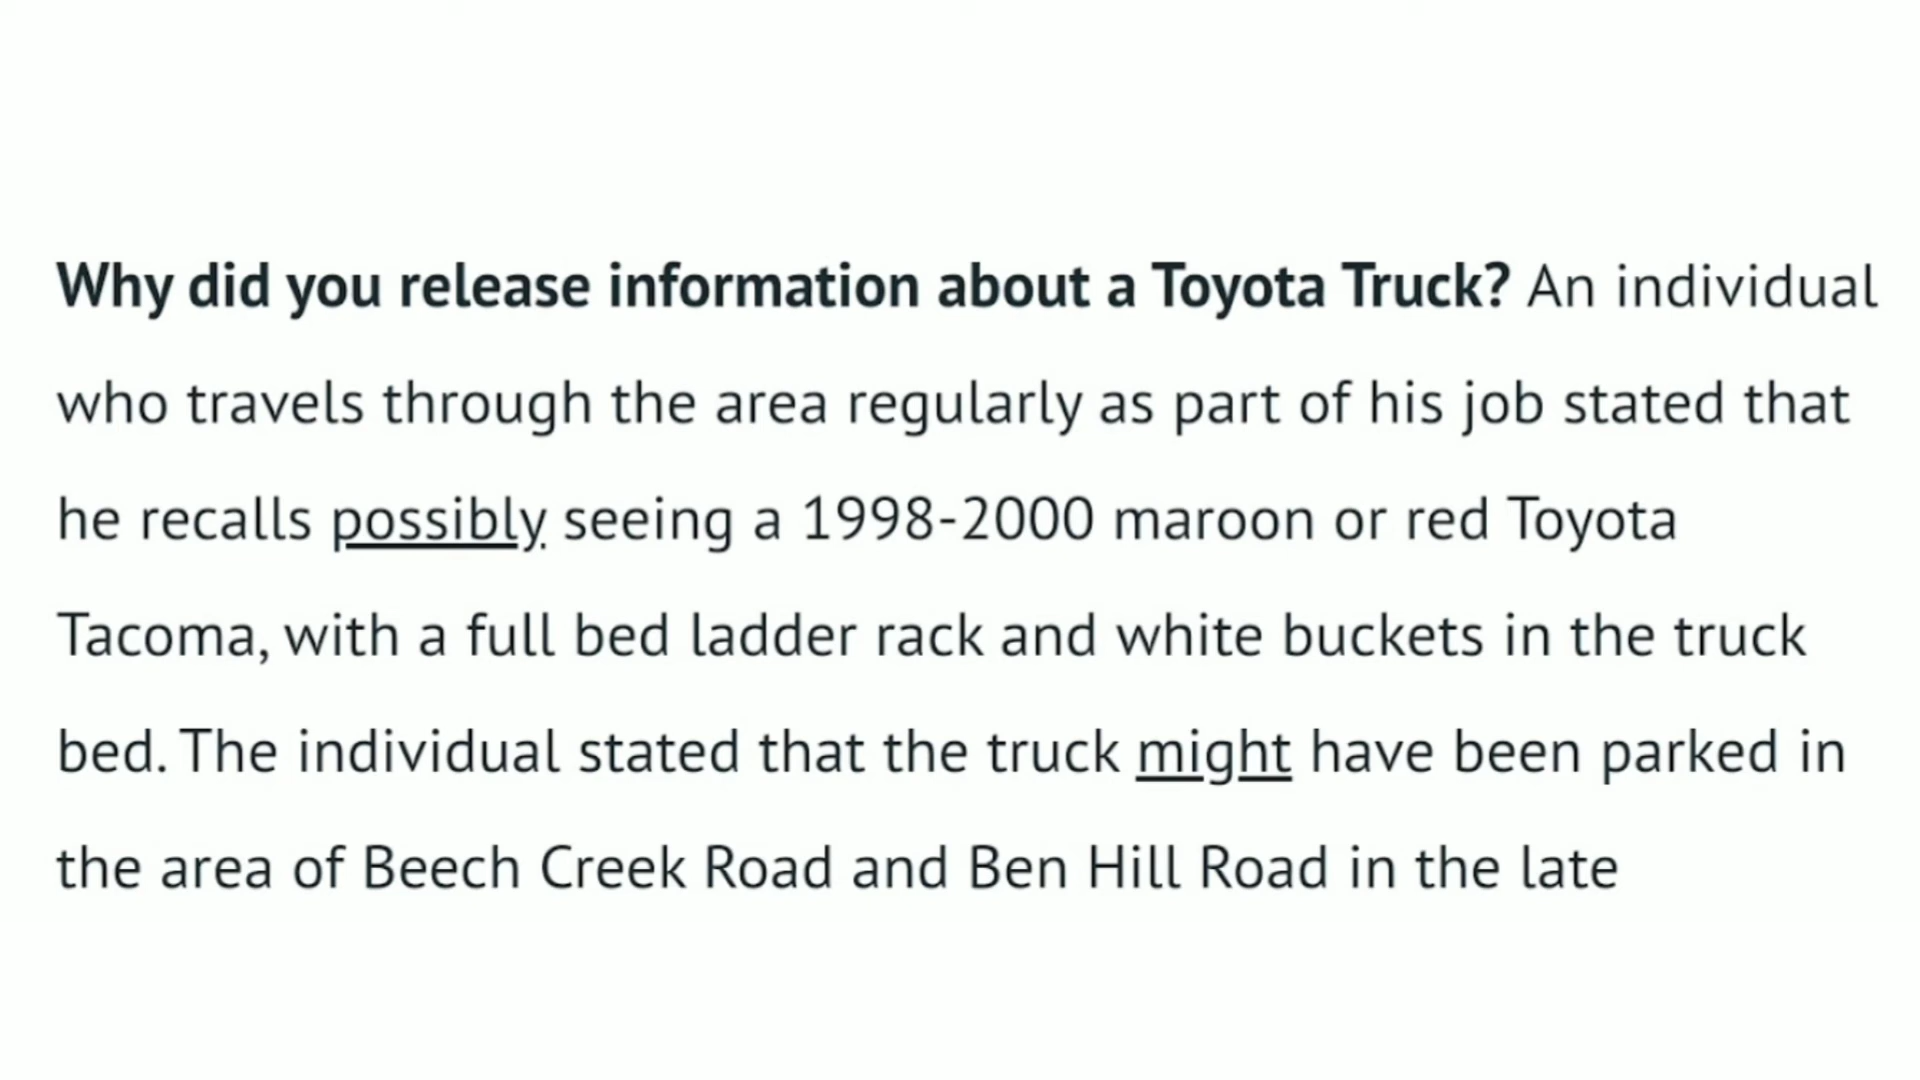 Why did you release information about a Toyota Truck? An individual
who travels through the area regularly as part of his job stated that
he recalls possibly seeing a 1998-2000 maroon or red Toyota
Tacoma, with a full bed ladder rack and white buckets in the truck
bed. The individual stated that the truck might have been parked in
the area of Beech Creek Road and Ben Hill Road in the late